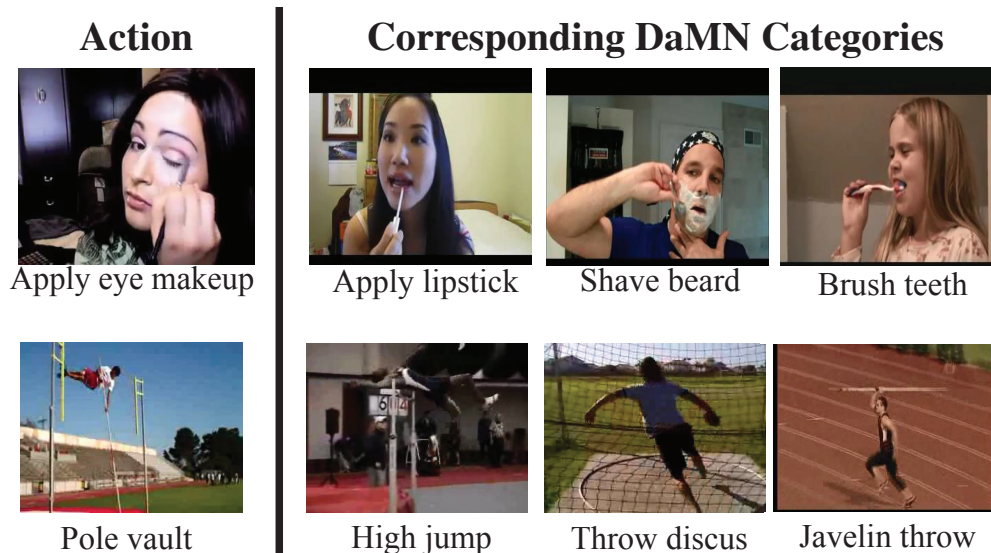 Action
Corresponding DaMN Categories
Apply eye makeup
Apply lipstick
Shave beard
Brush teeth
Pole vault
High jump
Throw discus
Javelin throw